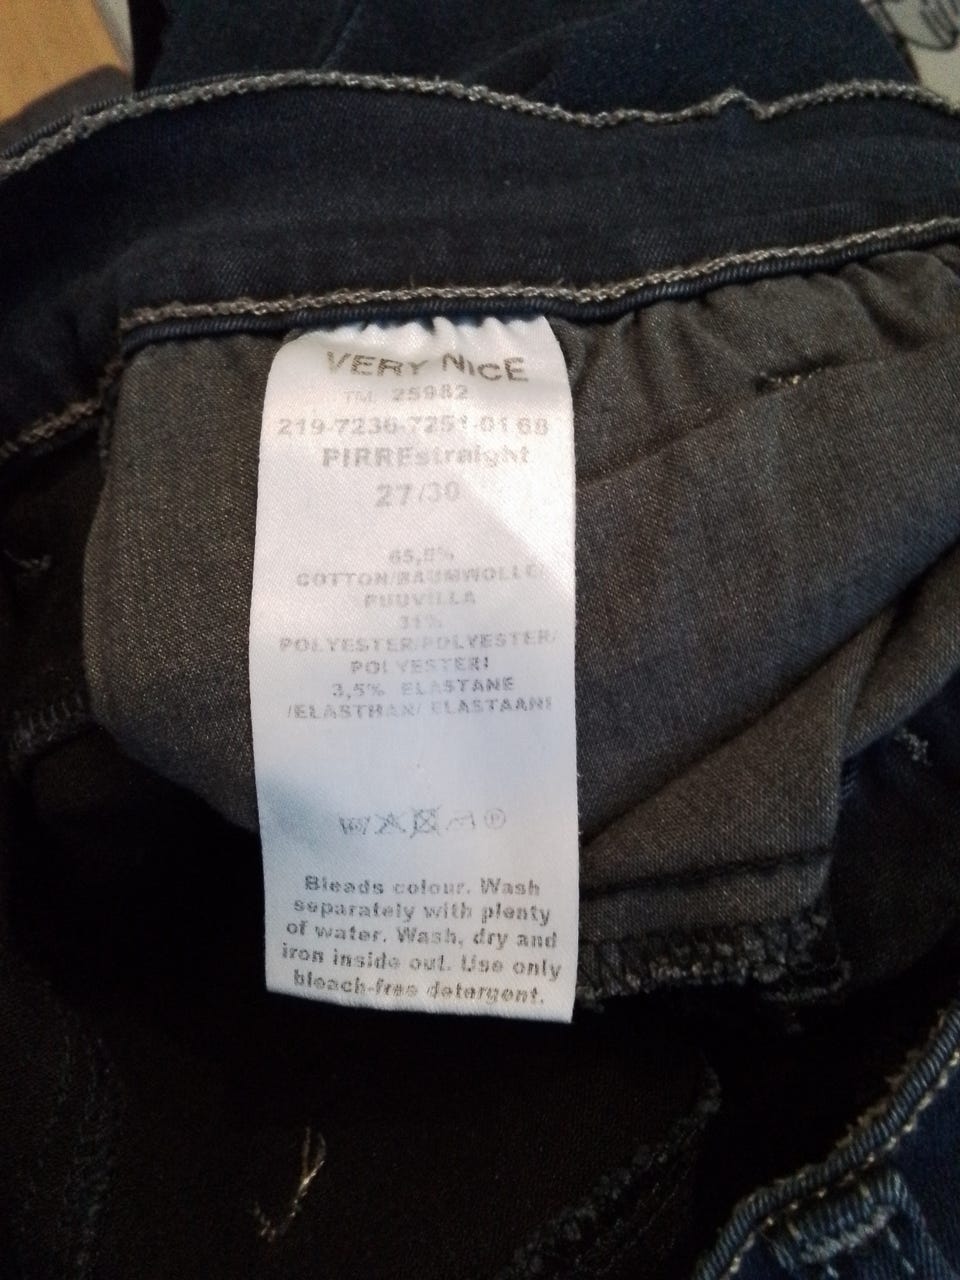 VERY NICE
TM 25982
219-7236-7251-0168
PIRREstraight
27/30
65,5%
COTTON/BAUMWOLLE/
PUUVILLA
31%
POLYESTER/POLYESTER/
POLYESTERI
3,5% ELASTANE
/ELASTHAN/ ELASTAANI
Bleads colour. Wash
separately with plenty
of water. Wash, dry and
iron inside out. Use only
bleach-free detergent.